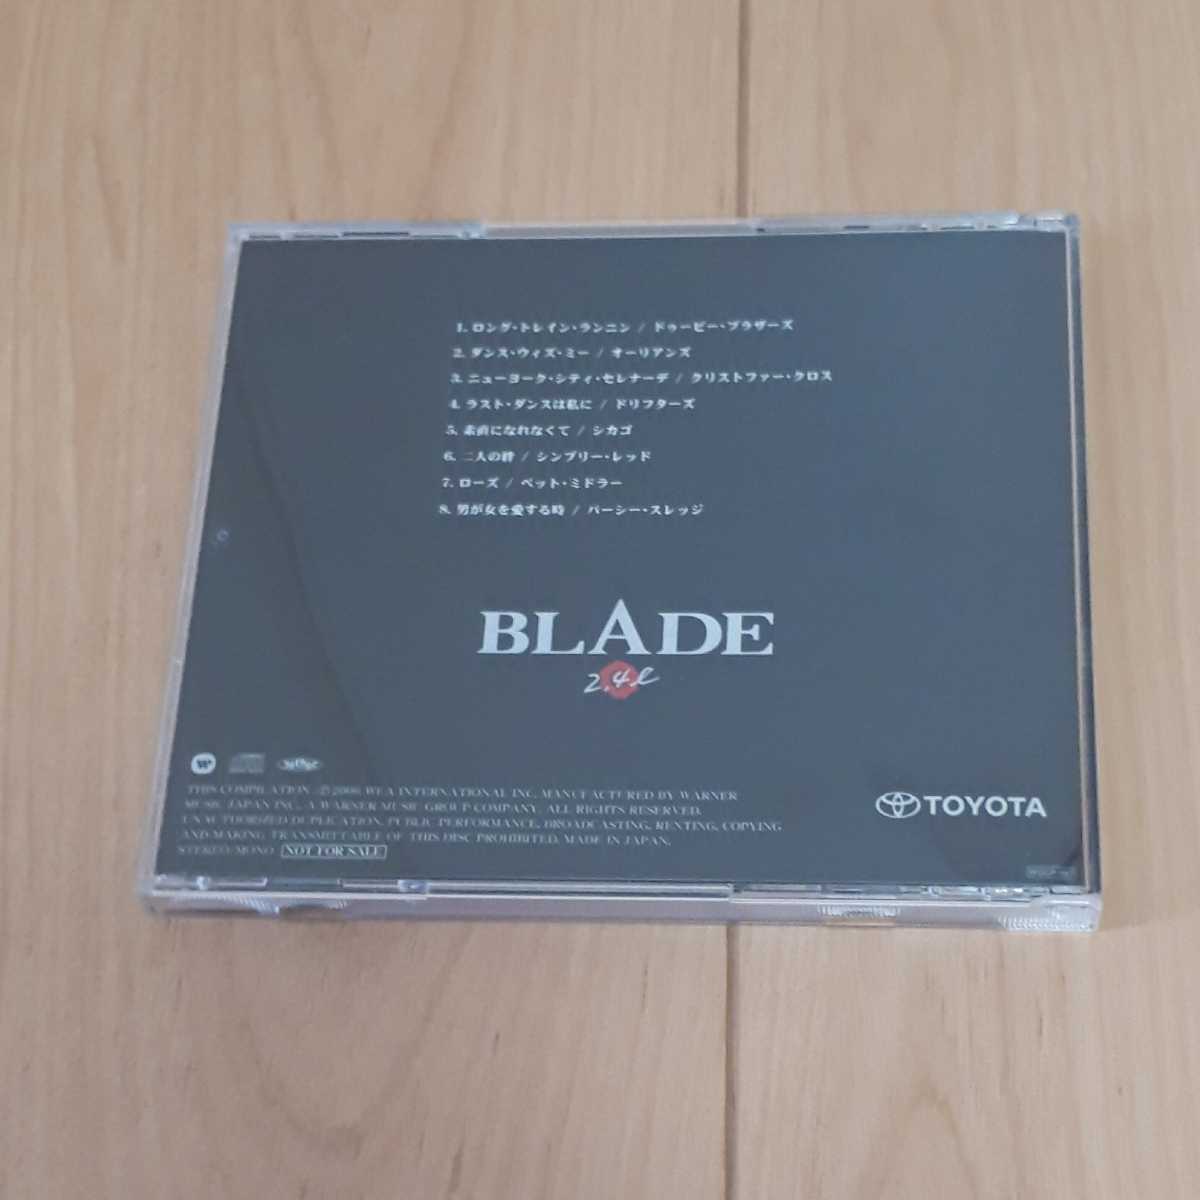 1. ロング・トレイン・ランニン / ドゥービー・ブラザーズ
2. ダンス・ウィズ・ミー / オーリアンズ
3. ニューヨーク・シティ・セレナーデ / クリストファー・クロス
4. ラスト・ダンスは私に / ドリフターズ
5. 素直になれなくて / シカゴ
6. 二人の絆 / シンプリー・レッド
7. ローズ / ベット・ミドラー
8. 男が女を愛する時 / パーシー・スレッジ
BLADE
2.4ℓ
THIS COMPILATION ℗ 2006 WEA INTERNATIONAL INC. MANUFACTURED BY WARNER
MUSIC JAPAN INC. A WARNER MUSIC GROUP COMPANY. ALL RIGHTS RESERVED.
UNAUTHORIZED DUPLICATION, PUBLIC PERFORMANCE, BROADCASTING, RENTING, COPYING
AND MAKING TRANSMITTABLE OF THIS DISC PROHIBITED. MADE IN JAPAN.
STEREO/MONO NOT FOR SALE
TOYOTA